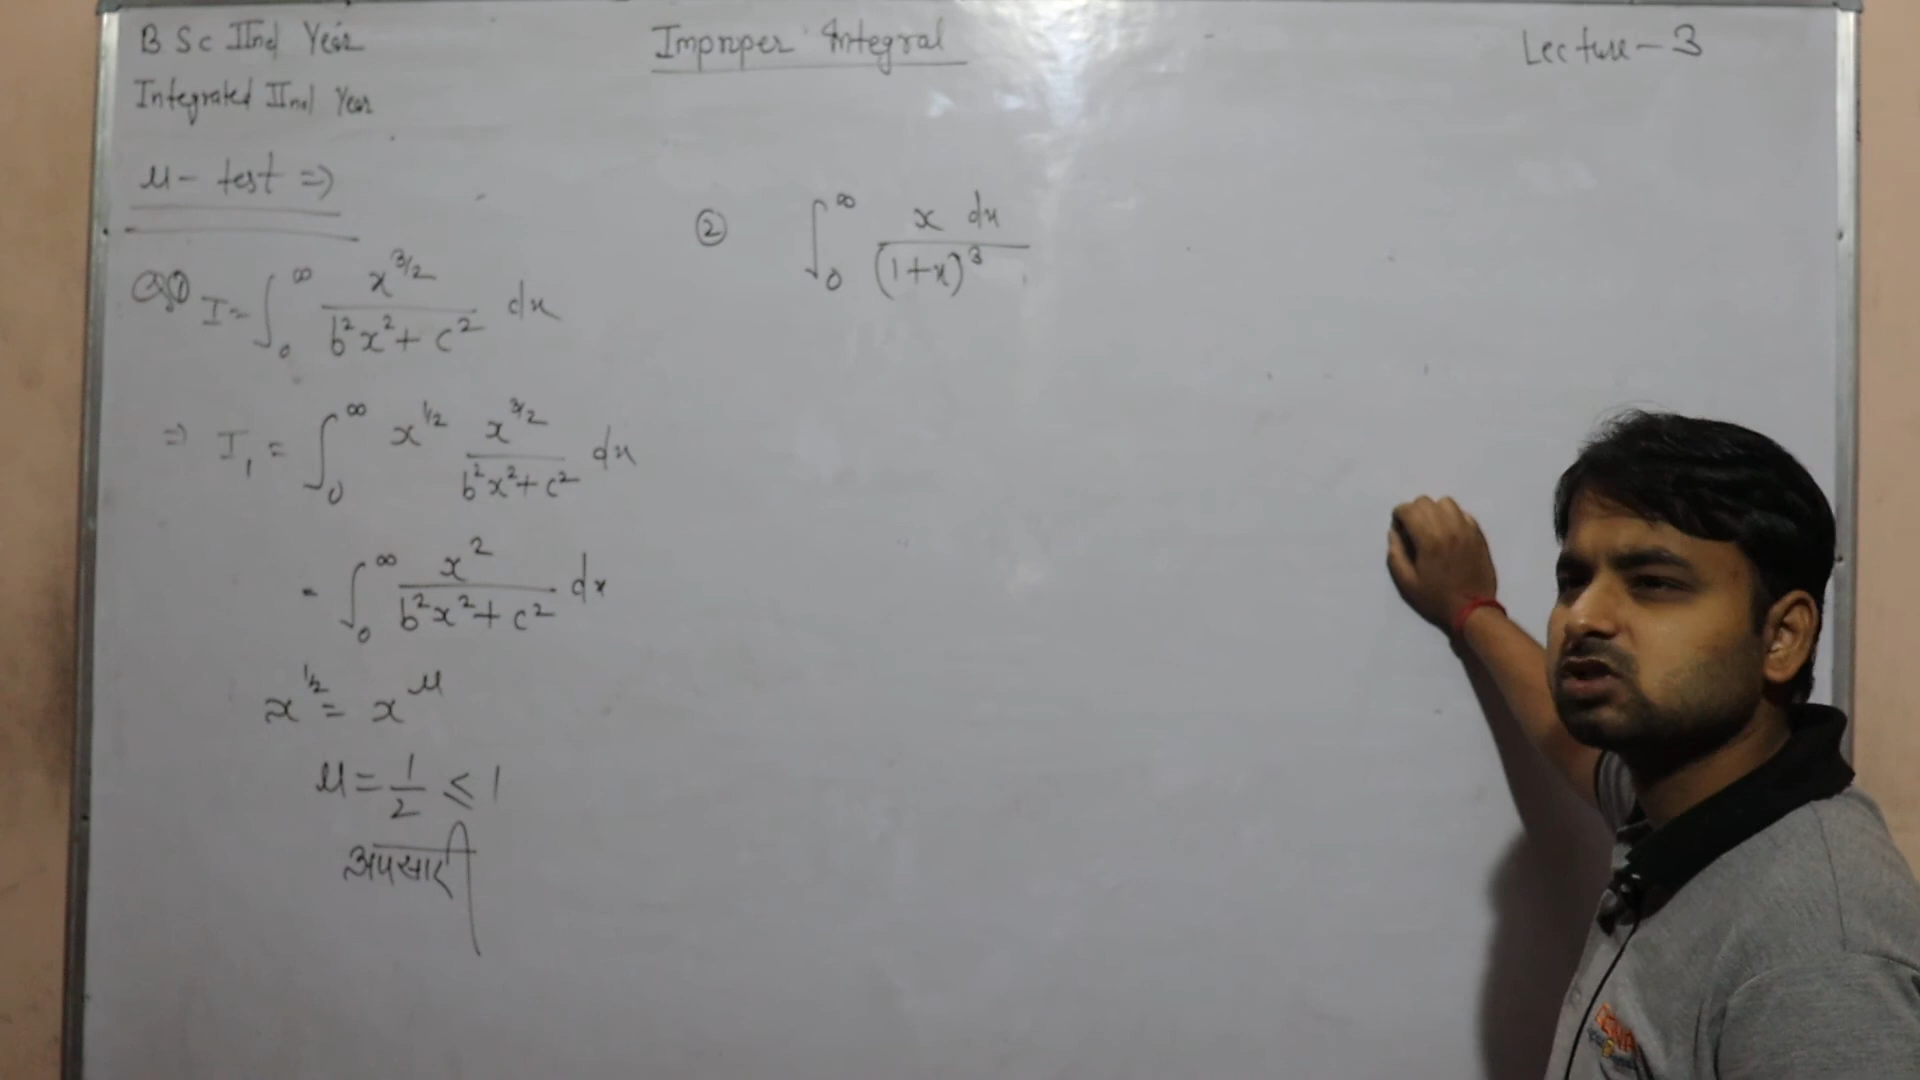 B Sc IInd Year
Integrated IInd Year
Improper Integral
Lecture - 3
μ - test ⇒
Q① I = ∫₀^∞ x^{3/2} / (b²x² + c²) dx
⇒ I₁ = ∫₀^∞ x^{1/2} x^{3/2} / (b²x² + c²) dx
= ∫₀^∞ x² / (b²x² + c²) dx
x^{1/2} = x^μ
μ = 1/2 ≤ 1
अपसारी
② ∫₀^∞ x dx / (1+x)³